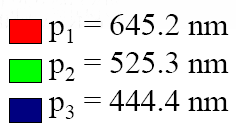 p₁ = 645.2 nm
p₂ = 525.3 nm
p₃ = 444.4 nm